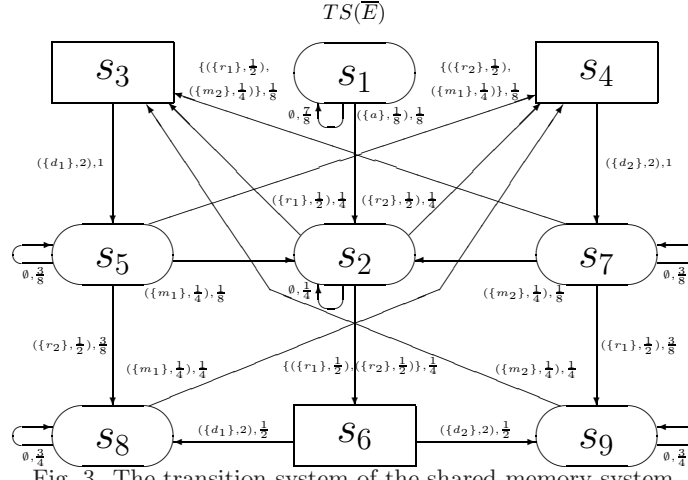 TS(E̅)
s₃
{({r₁},½),
({m₂},¼)},⅛
s₁
∅,⅞
({a},⅛),⅛
{({r₂},½),
({m₁},¼)},⅛
s₄
({d₁},2),1
({d₂},2),1
({r₁},½),¼
({r₂},½),¼
s₅
s₂
s₇
∅,⅜
({m₁},¼),⅛
∅,¼
({m₂},¼),⅛
∅,⅜
({r₂},½),⅜
({m₁},¼),¼
{({r₁},½),({r₂},½)},¼
({m₂},¼),¼
({r₁},½),⅜
s₈
({d₁},2),½
s₆
({d₂},2),½
s₉
∅,¾
∅,¾
Fig. 3. The transition system of the shared memory system